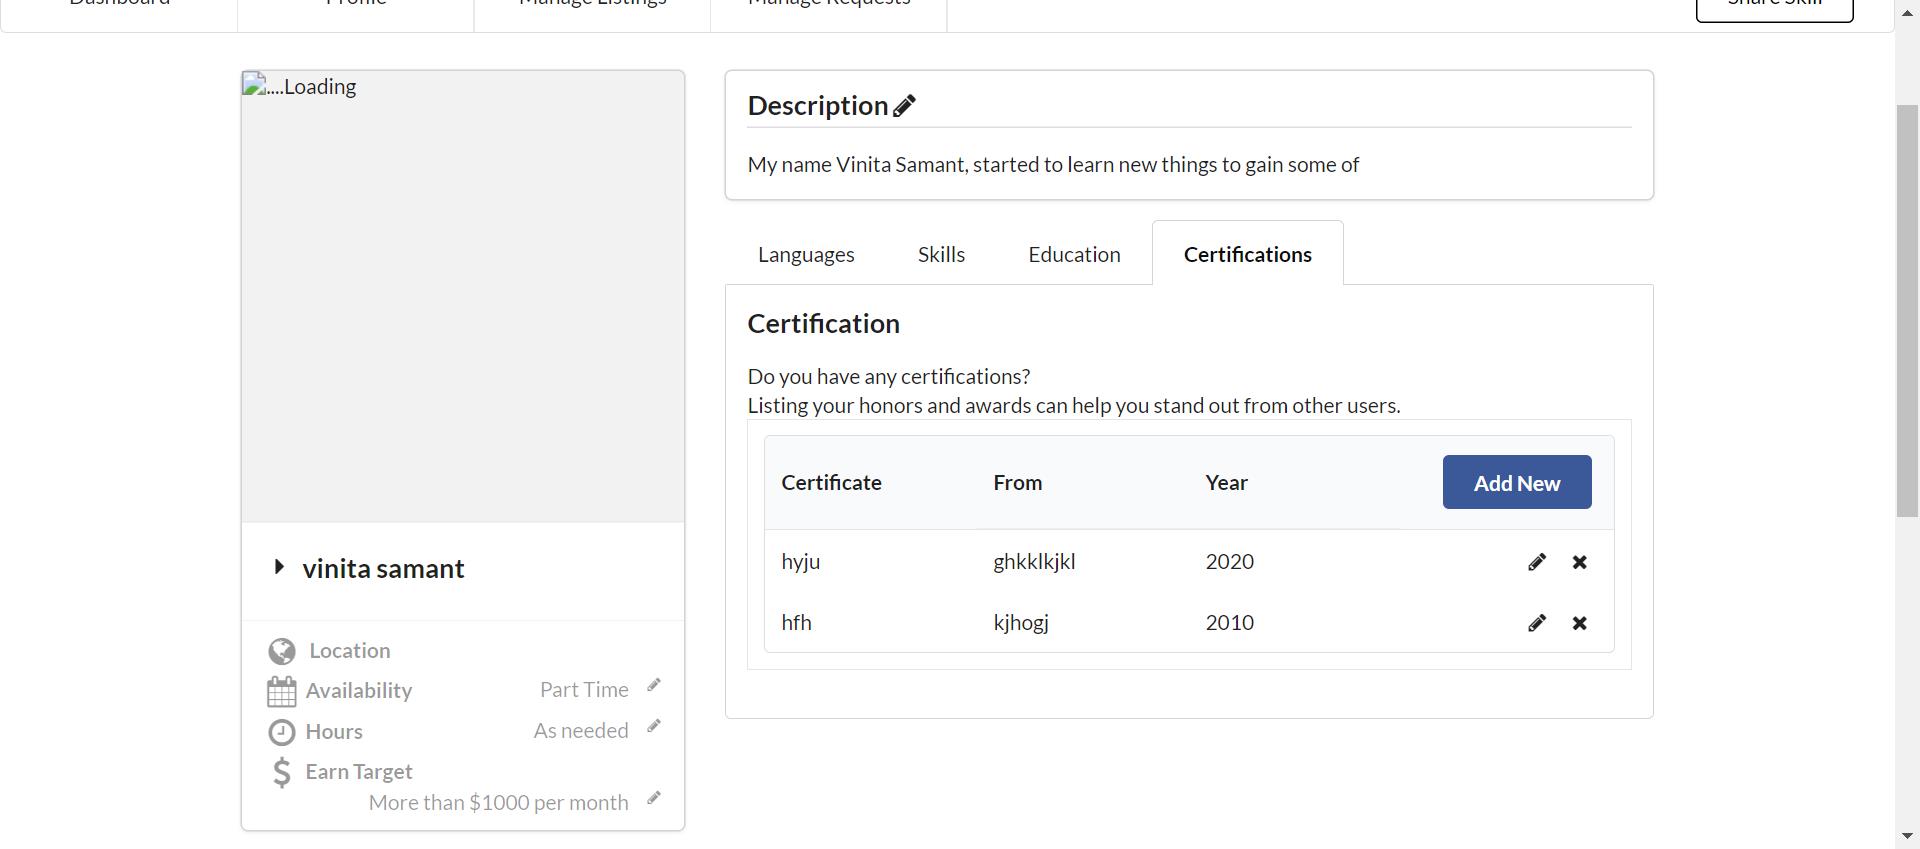 Dashboard Profile Manage Listings Manage Requests Share Skill
....Loading
vinita samant
Location
Availability Part Time
Hours As needed
Earn Target
More than $1000 per month
Description
My name Vinita Samant, started to learn new things to gain some of
Languages Skills Education Certifications
Certification
Do you have any certifications?
Listing your honors and awards can help you stand out from other users.
Certificate From Year Add New
hyju ghkklkjkl 2020
hfh kjhogj 2010